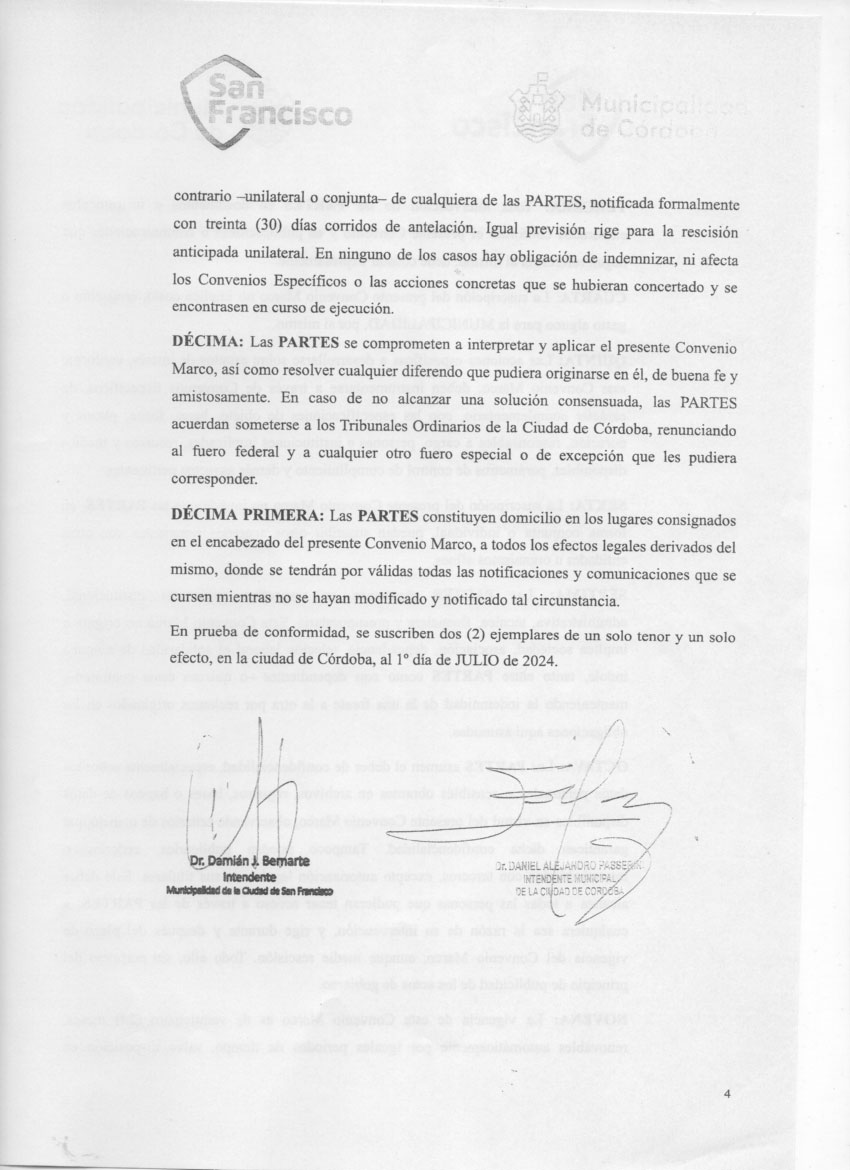 San
Francisco
Municipalidad
de Córdoba
contrario –unilateral o conjunta– de cualquiera de las PARTES, notificada formalmente
con treinta (30) días corridos de antelación. Igual previsión rige para la rescisión
anticipada unilateral. En ninguno de los casos hay obligación de indemnizar, ni afecta
los Convenios Específicos o las acciones concretas que se hubieran concertado y se
encontrasen en curso de ejecución.
DÉCIMA: Las PARTES se comprometen a interpretar y aplicar el presente Convenio
Marco, así como resolver cualquier diferendo que pudiera originarse en él, de buena fe y
amistosamente. En caso de no alcanzar una solución consensuada, las PARTES
acuerdan someterse a los Tribunales Ordinarios de la Ciudad de Córdoba, renunciando
al fuero federal y a cualquier otro fuero especial o de excepción que les pudiera
corresponder.
DÉCIMA PRIMERA: Las PARTES constituyen domicilio en los lugares consignados
en el encabezado del presente Convenio Marco, a todos los efectos legales derivados del
mismo, donde se tendrán por válidas todas las notificaciones y comunicaciones que se
cursen mientras no se hayan modificado y notificado tal circunstancia.
En prueba de conformidad, se suscriben dos (2) ejemplares de un solo tenor y un solo
efecto, en la ciudad de Córdoba, al 1° día de JULIO de 2024.
Dr. Damián J. Bernarte
Intendente
Municipalidad de la Ciudad de San Francisco
Dr. DANIEL ALEJANDRO PASSERINI
INTENDENTE MUNICIPAL
DE LA CIUDAD DE CORDOBA
4